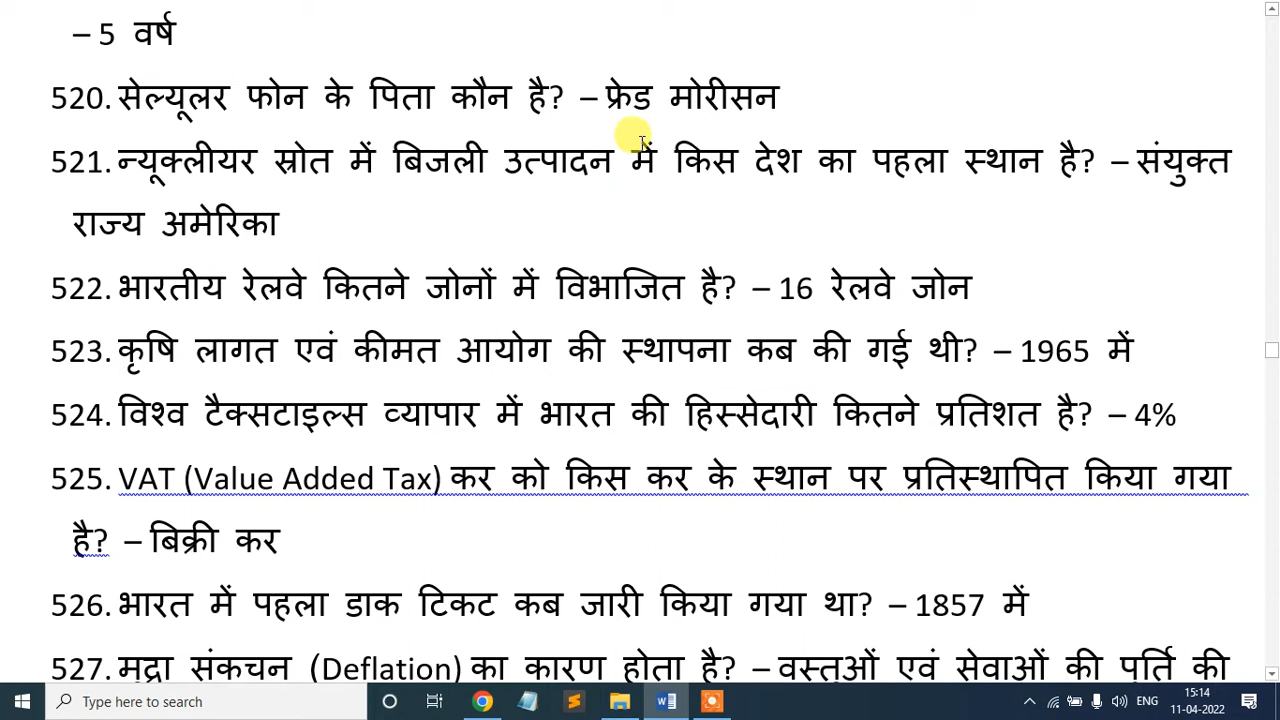 – 5 वर्ष
520. सेल्यूलर फोन के पिता कौन है? – फ्रेड मोरीसन
521. न्यूक्लीयर स्रोत में बिजली उत्पादन में किस देश का पहला स्थान है? – संयुक्त
राज्य अमेरिका
522. भारतीय रेलवे कितने जोनों में विभाजित है? – 16 रेलवे जोन
523. कृषि लागत एवं कीमत आयोग की स्थापना कब की गई थी? – 1965 में
524. विश्व टैक्सटाइल्स व्यापार में भारत की हिस्सेदारी कितने प्रतिशत है? – 4%
525. VAT (Value Added Tax) कर को किस कर के स्थान पर प्रतिस्थापित किया गया
है? – बिक्री कर
526. भारत में पहला डाक टिकट कब जारी किया गया था? – 1857 में
527. मुद्रा संकुचन (Deflation) का कारण होता है? – वस्तुओं एवं सेवाओं की पूर्ति की
Type here to search
ENG
15:14
11-04-2022